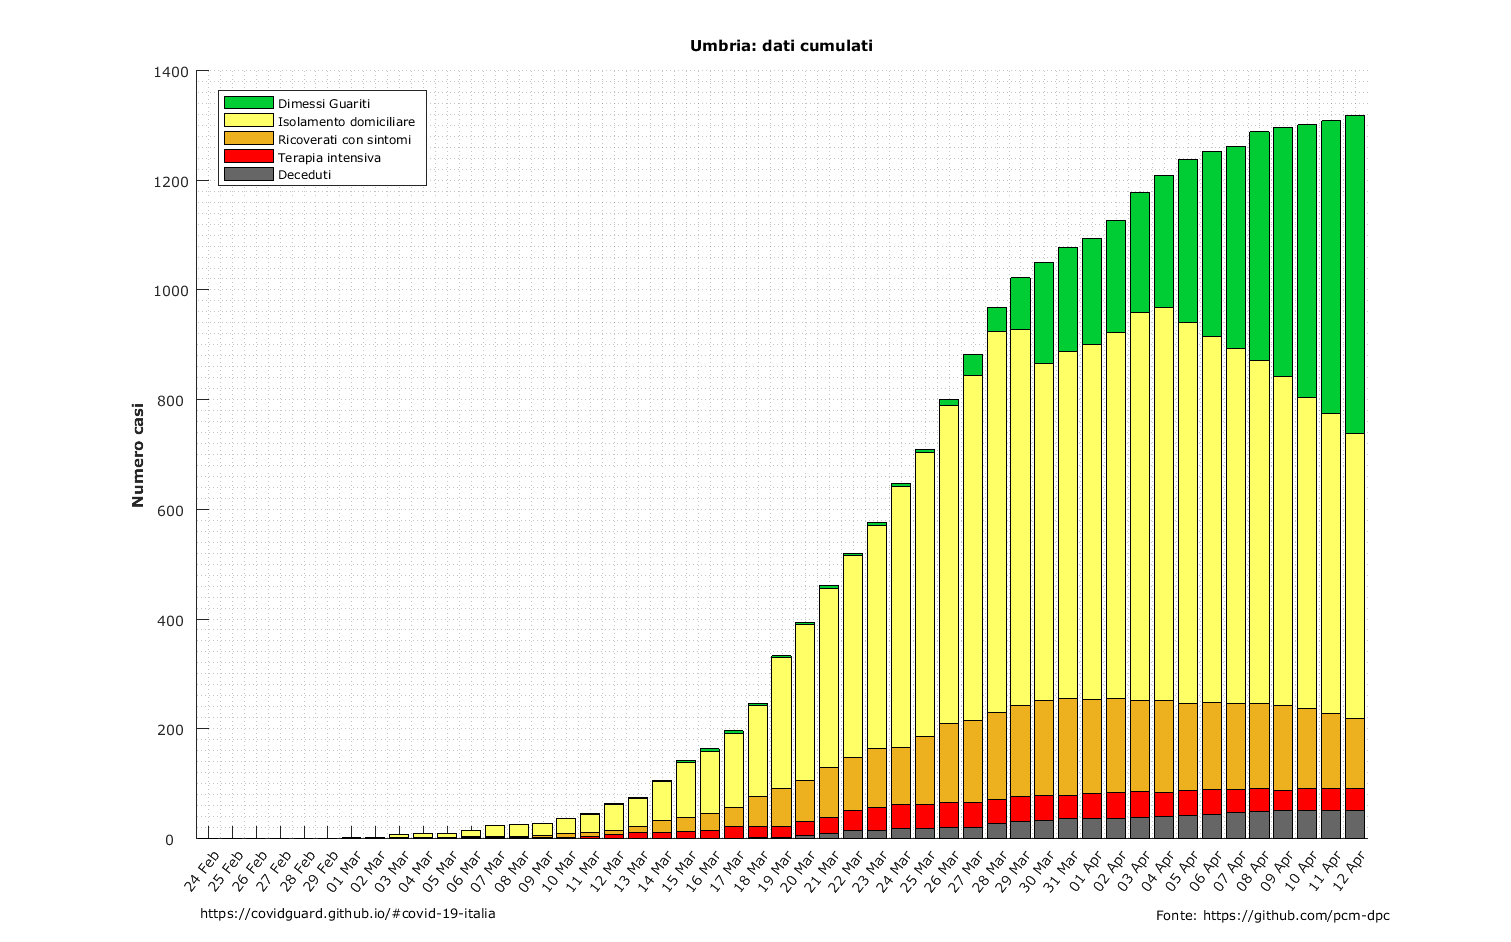 Umbria: dati cumulati
1400
1200
1000
800
600
400
200
0
Numero casi
Dimessi Guariti
Isolamento domiciliare
Ricoverati con sintomi
Terapia intensiva
Deceduti
24 Feb
25 Feb
26 Feb
27 Feb
28 Feb
29 Feb
01 Mar
02 Mar
03 Mar
04 Mar
05 Mar
06 Mar
07 Mar
08 Mar
09 Mar
10 Mar
11 Mar
12 Mar
13 Mar
14 Mar
15 Mar
16 Mar
17 Mar
18 Mar
19 Mar
20 Mar
21 Mar
22 Mar
23 Mar
24 Mar
25 Mar
26 Mar
27 Mar
28 Mar
29 Mar
30 Mar
31 Mar
01 Apr
02 Apr
03 Apr
04 Apr
05 Apr
06 Apr
07 Apr
08 Apr
09 Apr
10 Apr
11 Apr
12 Apr
https://covidguard.github.io/#covid-19-italia
Fonte: https://github.com/pcm-dpc